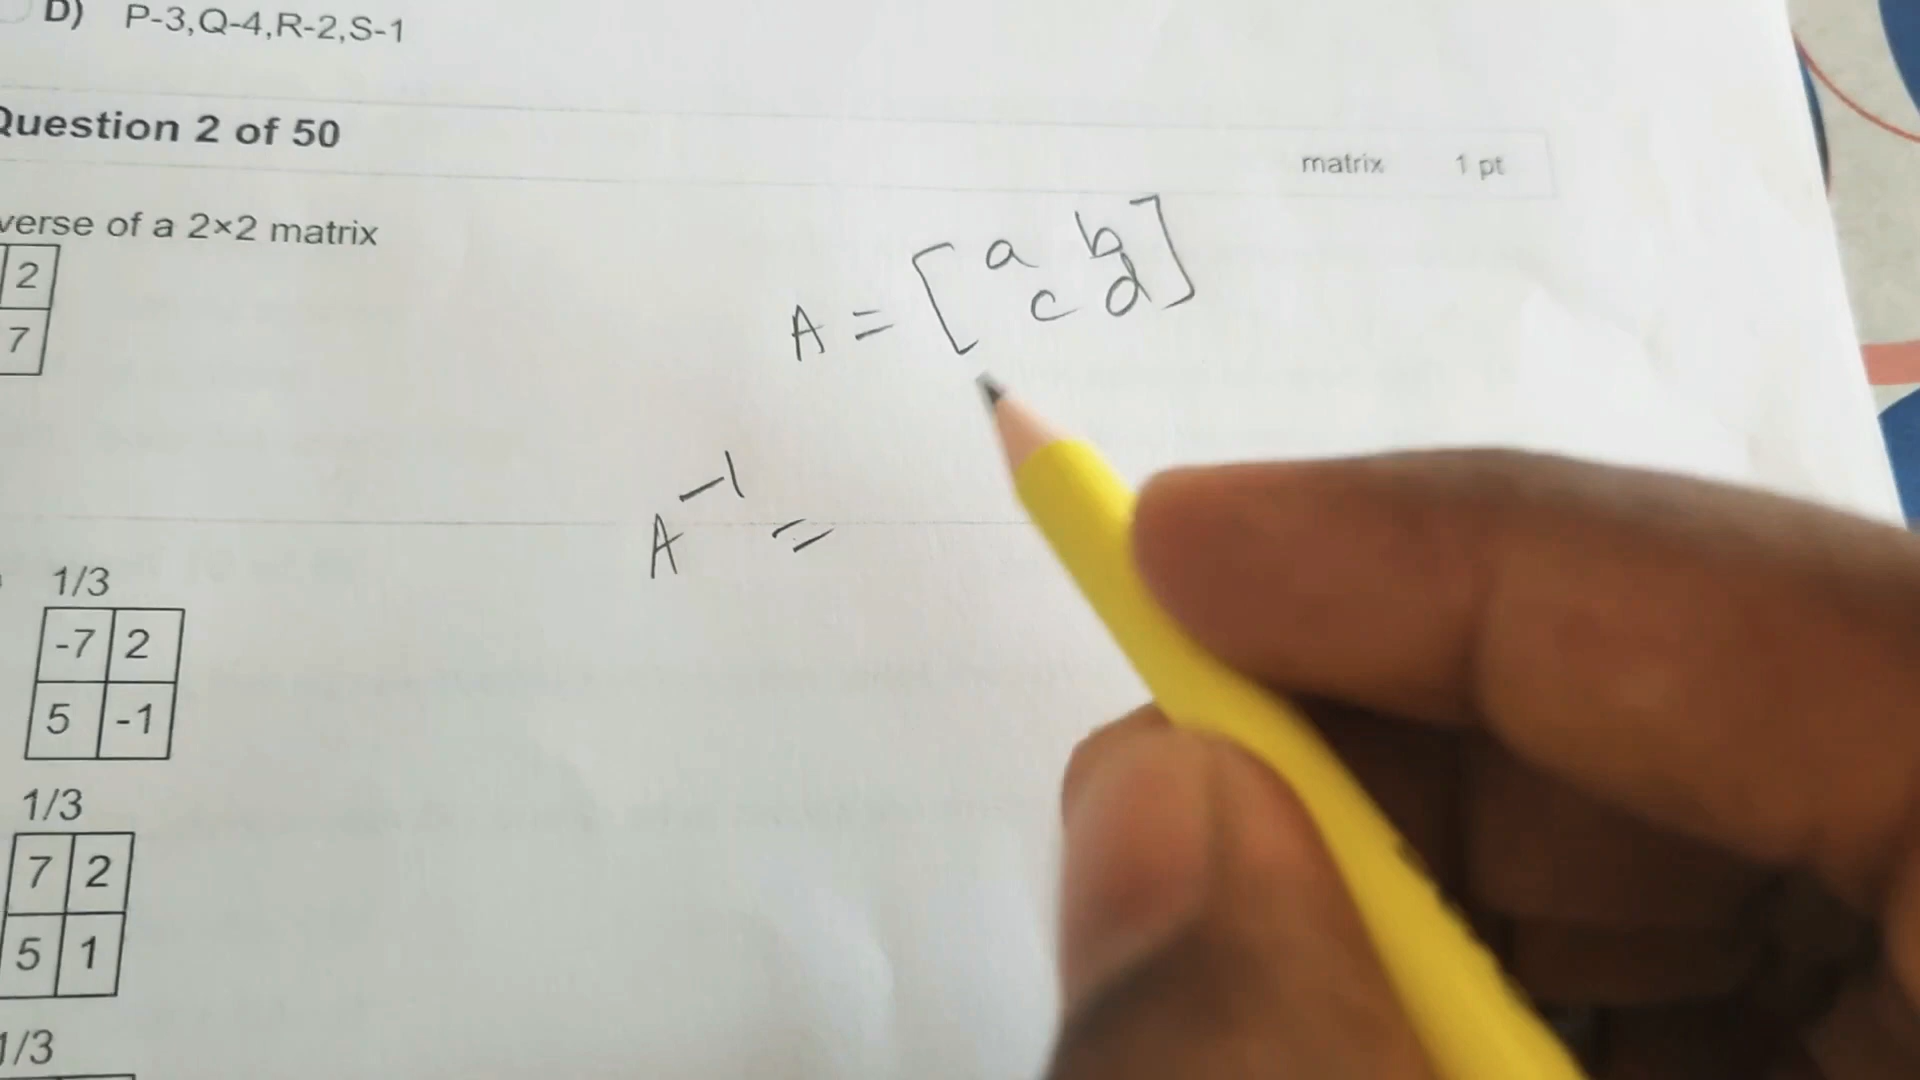 D) P-3,Q-4,R-2,S-1
Question 2 of 50
matrix 1 pt
verse of a 2×2 matrix
2
7
A = [ a b
c d ]
A⁻¹ =
1/3
-7 2
5 -1
1/3
7 2
5 1
1/3